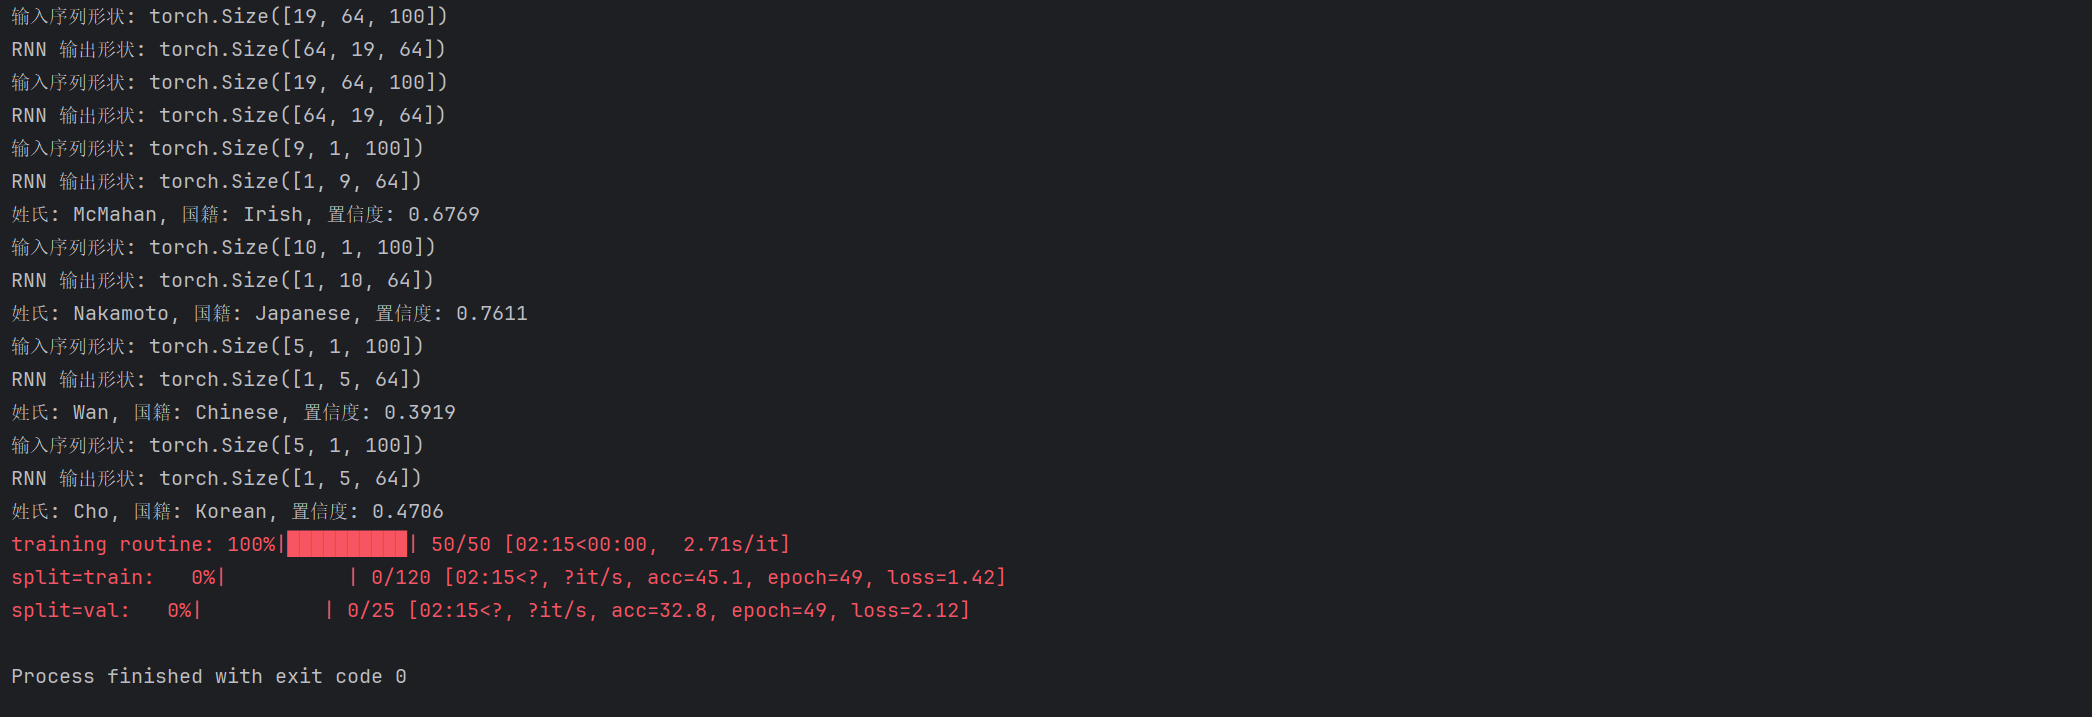 输入序列形状: torch.Size([19, 64, 100])
RNN 输出形状: torch.Size([64, 19, 64])
输入序列形状: torch.Size([19, 64, 100])
RNN 输出形状: torch.Size([64, 19, 64])
输入序列形状: torch.Size([9, 1, 100])
RNN 输出形状: torch.Size([1, 9, 64])
姓氏: McMahan, 国籍: Irish, 置信度: 0.6769
输入序列形状: torch.Size([10, 1, 100])
RNN 输出形状: torch.Size([1, 10, 64])
姓氏: Nakamoto, 国籍: Japanese, 置信度: 0.7611
输入序列形状: torch.Size([5, 1, 100])
RNN 输出形状: torch.Size([1, 5, 64])
姓氏: Wan, 国籍: Chinese, 置信度: 0.3919
输入序列形状: torch.Size([5, 1, 100])
RNN 输出形状: torch.Size([1, 5, 64])
姓氏: Cho, 国籍: Korean, 置信度: 0.4706
training routine: 100%|██████████| 50/50 [02:15<00:00,  2.71s/it]
split=train:   0%|          | 0/120 [02:15<?, ?it/s, acc=45.1, epoch=49, loss=1.42]
split=val:   0%|          | 0/25 [02:15<?, ?it/s, acc=32.8, epoch=49, loss=2.12]
Process finished with exit code 0